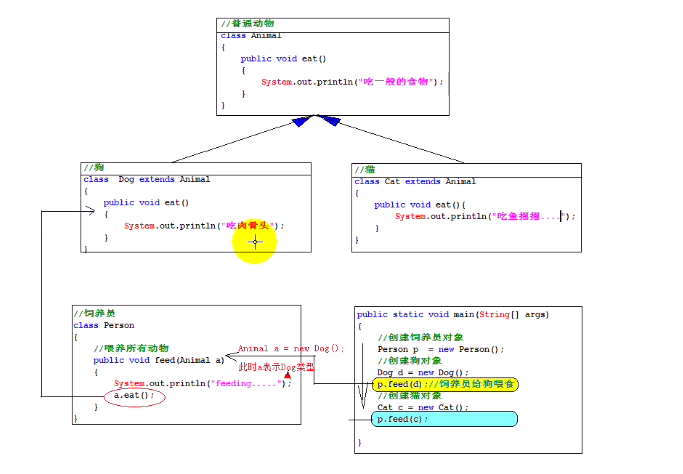 //普通动物
class Animal
{
public void eat()
{
System.out.println("吃一般的食物");
}
}
//狗
class Dog extends Animal
{
public void eat()
{
System.out.println("吃肉骨头");
}
}
//猫
class Cat extends Animal
{
public void eat(){
System.out.println("吃鱼摆摆....");
}
}
//饲养员
class Person
{
//喂养所有动物
public void feed(Animal a)
{
System.out.println("feeding.....");
a.eat();
}
}
Animal a = new Dog();
此时a表示Dog类型
public static void main(String[] args)
{
//创建饲养员对象
Person p = new Person();
//创建狗对象
Dog d = new Dog();
p.feed(d);//饲养员给狗喂食
//创建猫对象
Cat c = new Cat();
p.feed(c);
}